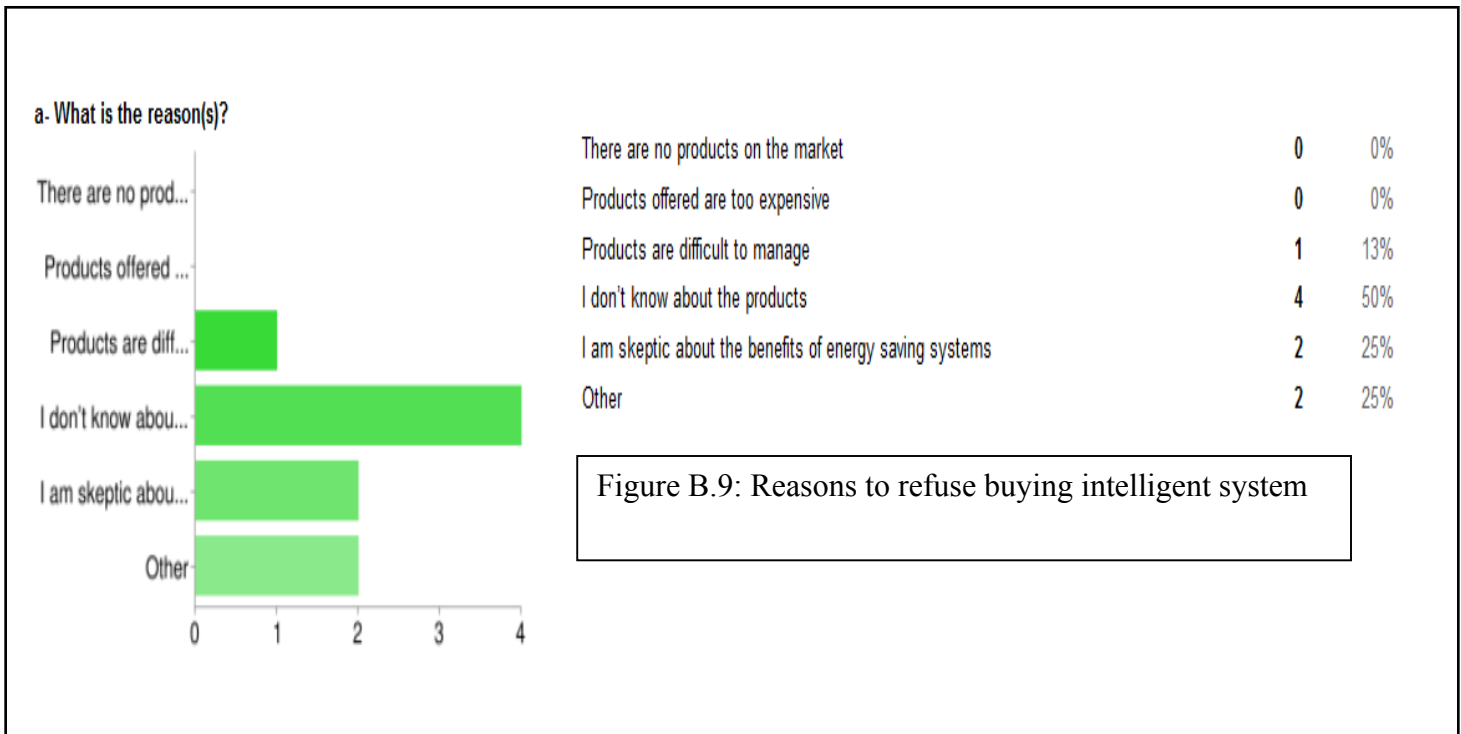 a- What is the reason(s)?
There are no prod...
Products offered ...
Products are diff...
I don't know abou...
I am skeptic abou...
Other
0 1 2 3 4
There are no products on the market 0 0%
Products offered are too expensive 0 0%
Products are difficult to manage 1 13%
I don't know about the products 4 50%
I am skeptic about the benefits of energy saving systems 2 25%
Other 2 25%
Figure B.9: Reasons to refuse buying intelligent system